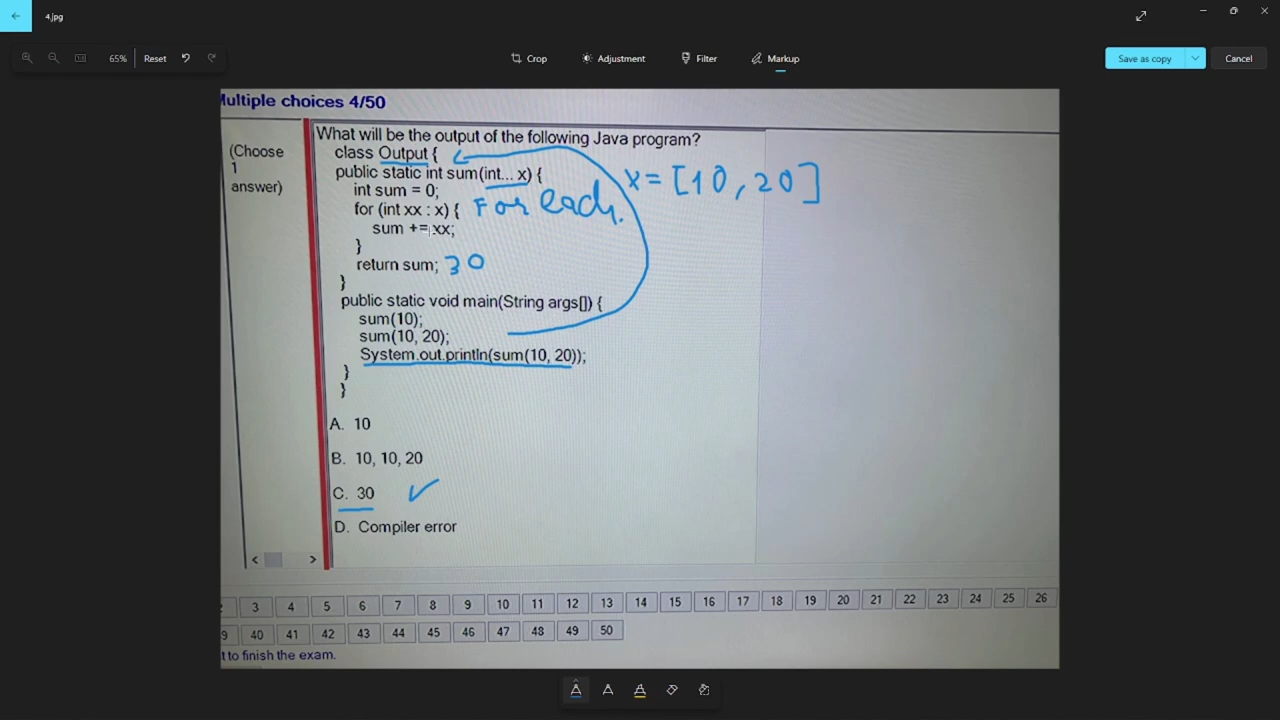 4.jpg
65% Reset Crop Adjustment Filter Markup Save as copy Cancel
Multiple choices 4/50
(Choose
1
answer)
What will be the output of the following Java program?
class Output {
public static int sum(int... x) {
int sum = 0;
for (int xx : x) {
sum += xx;
}
return sum;
}
public static void main(String args[]) {
sum(10);
sum(10, 20);
System.out.println(sum(10, 20));
}
}
x = [10, 20]
For each.
30
A. 10
B. 10, 10, 20
C. 30
D. Compiler error
< >
3 4 5 6 7 8 9 10 11 12 13 14 15 16 17 18 19 20 21 22 23 24 25 26
40 41 42 43 44 45 46 47 48 49 50
t to finish the exam.